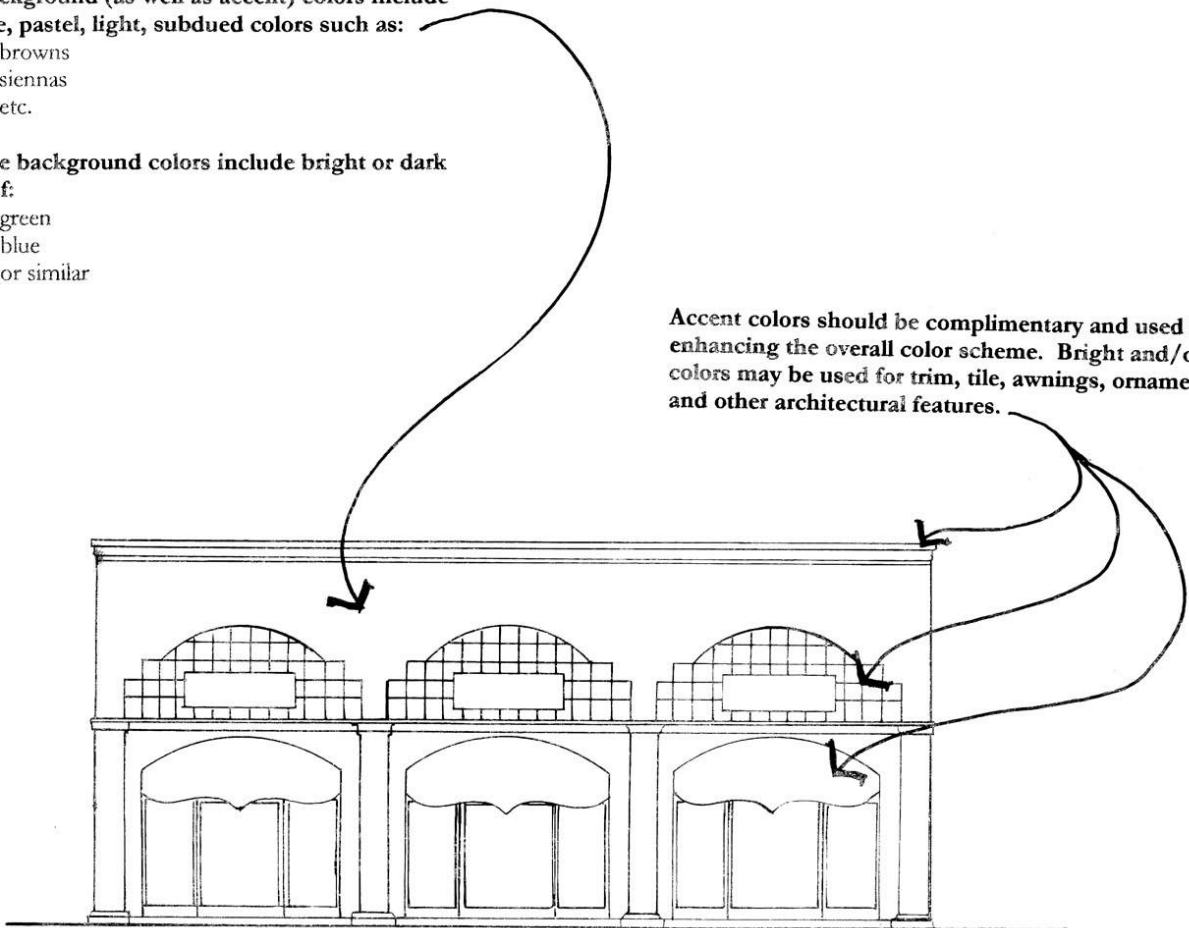 (as well as accent) colors include
pastel, light, subdued colors such as:
browns
siennas
etc.
background colors include bright or dark
green
blue
or similar
Accent colors should be complimentary and used
enhancing the overall color scheme. Bright and/
colors may be used for trim, tile, awnings,
and other architectural features.